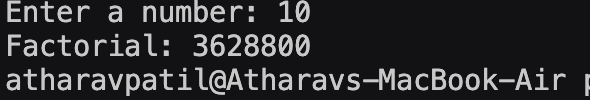 Enter a number: 10
Factorial: 3628800
atharavpatil@Atharavs-MacBook-Air